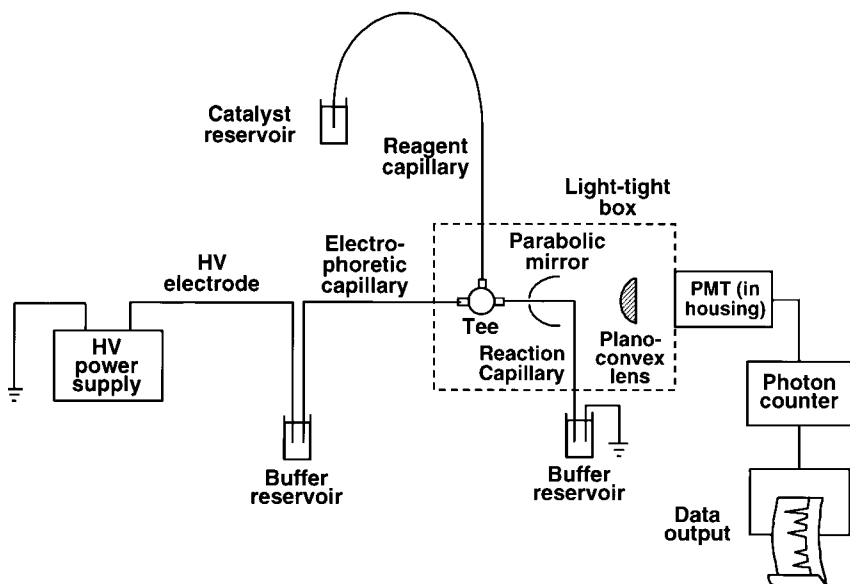 Catalyst
reservoir
Reagent
capillary
Light-tight
box
Electro-
phoretic
capillary
Parabolic
mirror
HV
electrode
PMT (in
housing)
Tee
HV
power
supply
Reaction
Capillary
Plano-
convex
lens
Photon
counter
Buffer
reservoir
Buffer
reservoir
Data
output